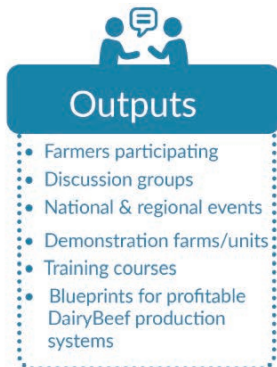 Outputs
• Farmers participating
• Discussion groups
• National & regional events
• Demonstration farms/units
• Training courses
• Blueprints for profitable
DairyBeef production
systems